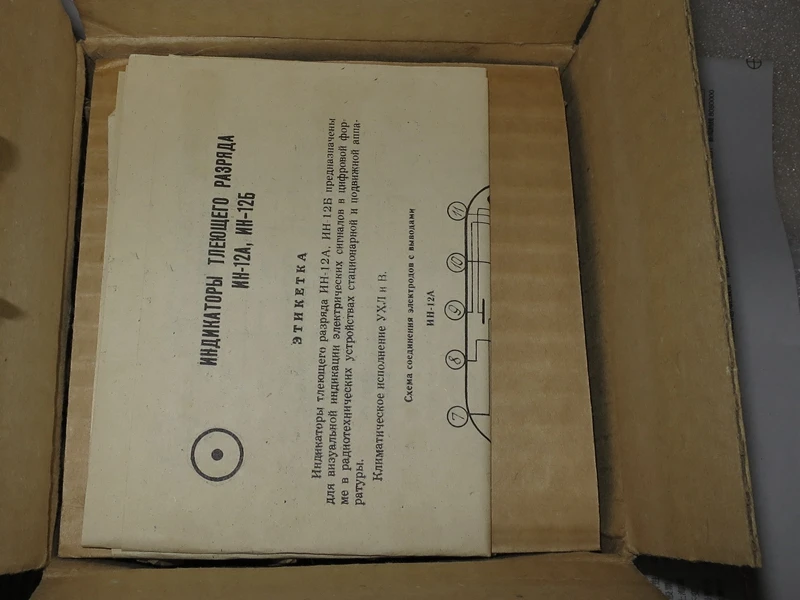 ИНДИКАТОРЫ ТЛЕЮЩЕГО РАЗРЯДА
ИН-12А, ИН-12Б
ЭТИКЕТКА
Индикаторы тлеющего разряда ИН-12А, ИН-12Б предназначены
для визуальной индикации электрических сигналов в цифровой фор-
ме в радиотехнических устройствах стационарной и подвижной аппа-
ратуры.
Климатическое исполнение УХЛ и В.
Схема соединения электродов с выводами
ИН-12А
7 8 9 10 11